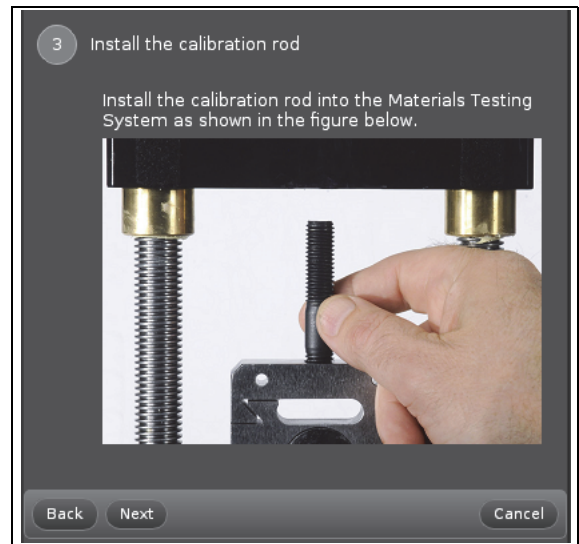 3 Install the calibration rod
Install the calibration rod into the Materials Testing
System as shown in the figure below.
Back Next Cancel